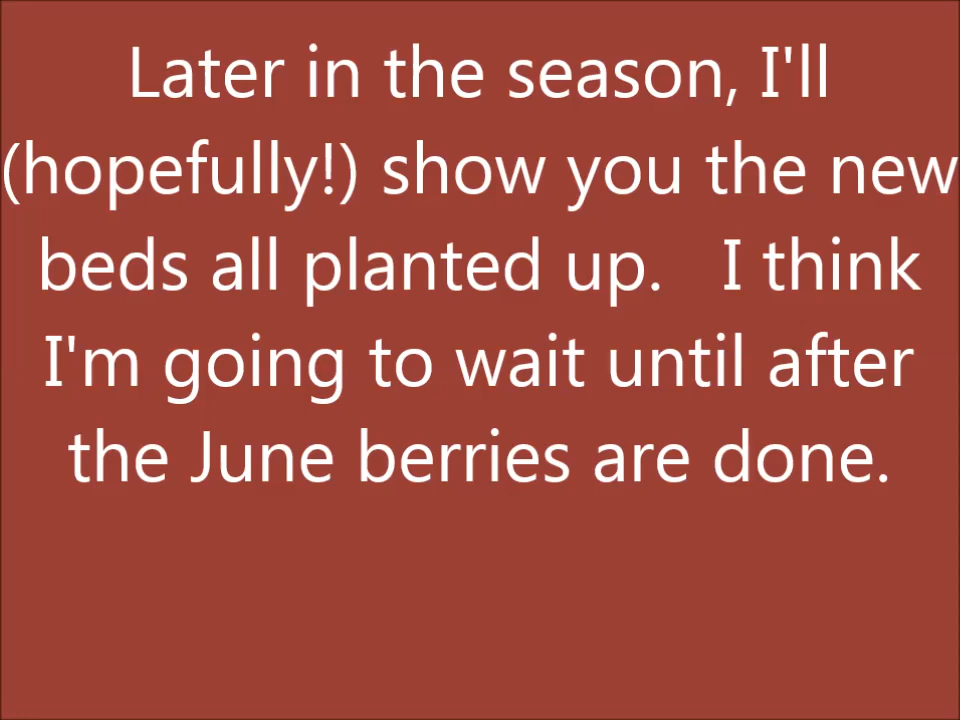 Later in the season, I'll
(hopefully!) show you the new
beds all planted up.   I think
I'm going to wait until after
the June berries are done.